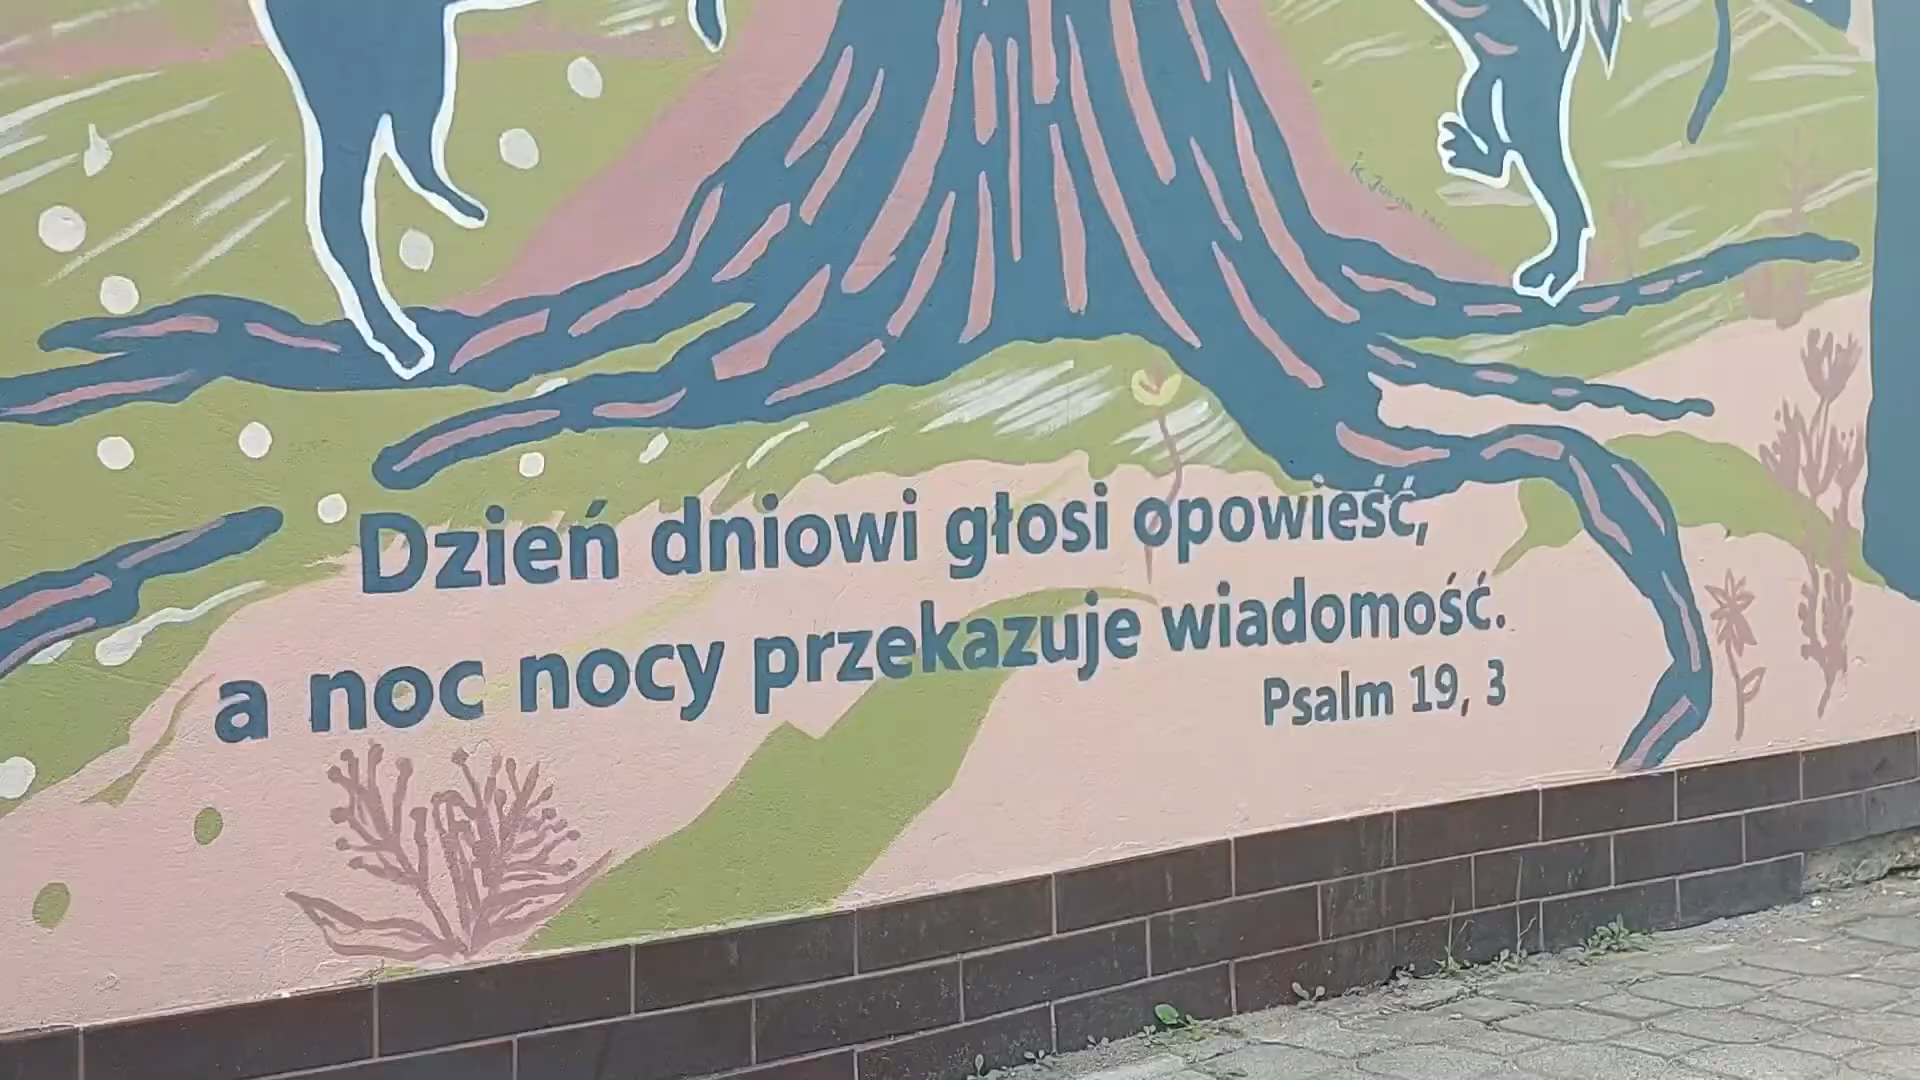 Dzień dniowi głosi opowieść,
a noc nocy przekazuje wiadomość.
Psalm 19, 3